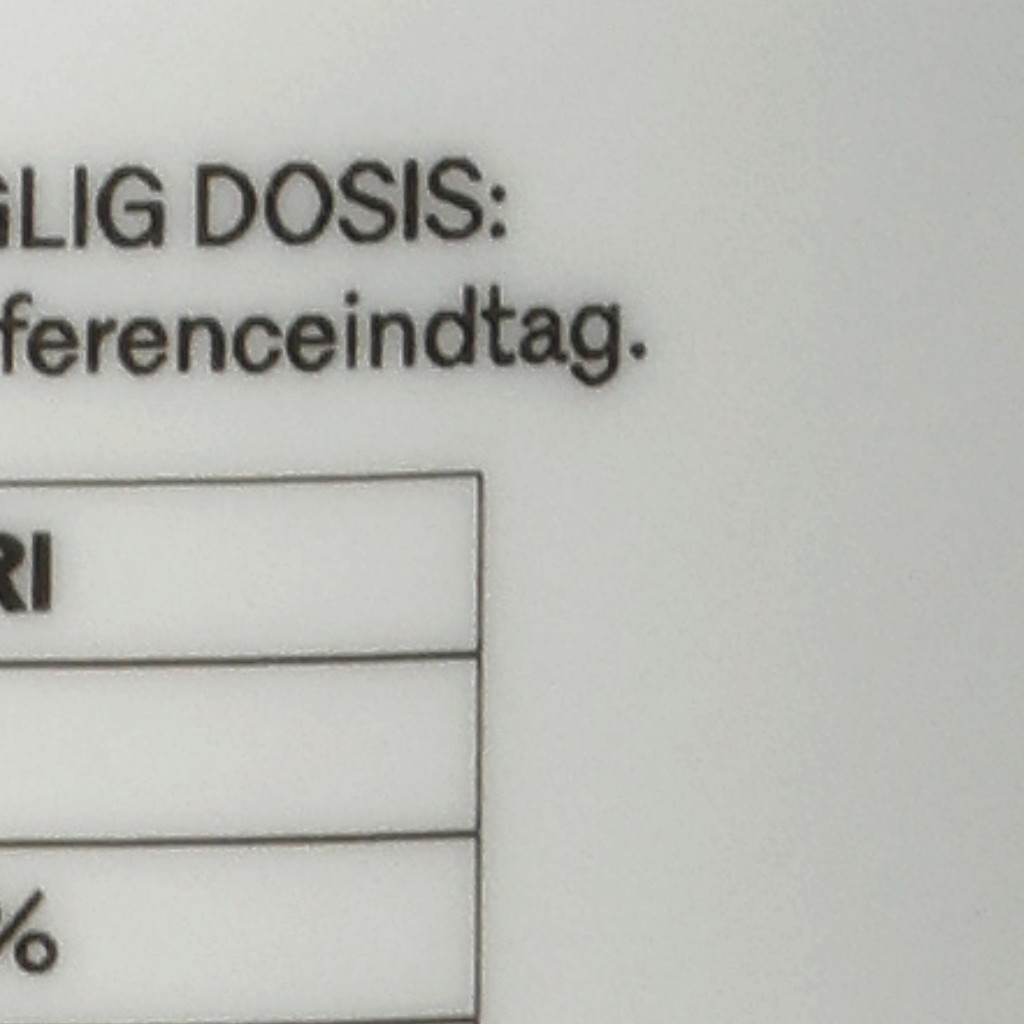 GLIG DOSIS:
ferenceindtag.
RI
%